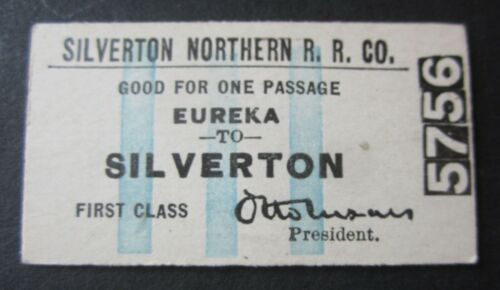 SILVERTON NORTHERN R. R. CO.
GOOD FOR ONE PASSAGE
EUREKA
—TO—
SILVERTON
FIRST CLASS
President.
5756